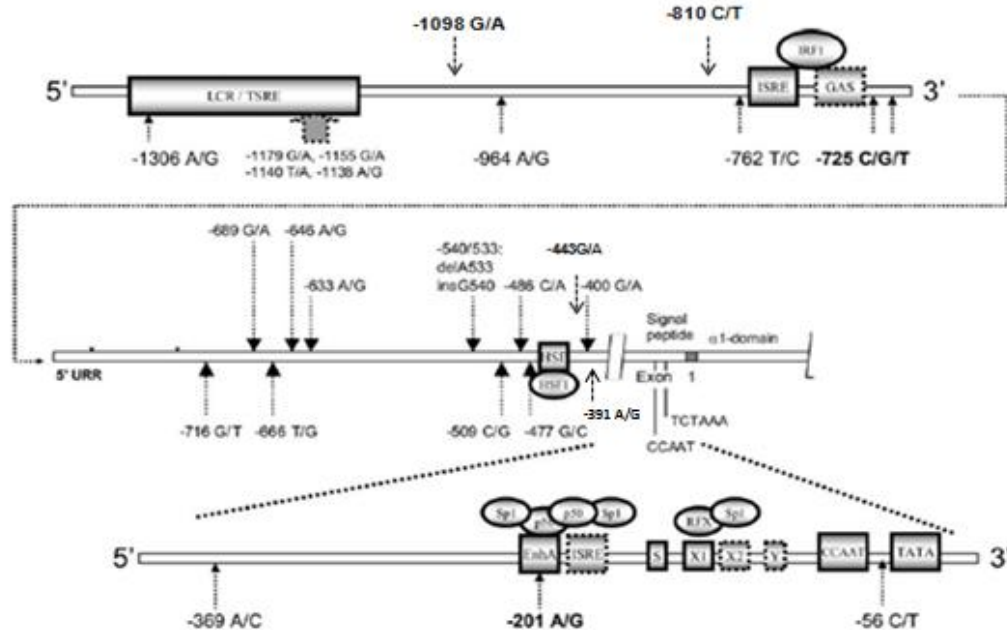 -1098 G/A
-810 C/T
IRF1
5' LCR / TSRE ISRE GAS 3'
-1306 A/G
-1179 G/A, -1155 G/A
-1140 T/A, -1138 A/G
-964 A/G
-762 T/C
-725 C/G/T
-689 G/A
-646 A/G
-633 A/G
-540/533:
delA533
insG540
-486 C/A
-443G/A
-400 G/A
Signal
peptide
α1-domain
5' URR
HSF1
Exon 1
-716 G/T
-666 T/G
-509 C/G
-477 G/C
-391 A/G
TCTAAA
CCAAT
Sp1 p50 p50 Sp1 RFX Sp1
5' EnhA ISRE S X1 X2 Y CCAAT TATA 3'
-369 A/C
-201 A/G
-56 C/T